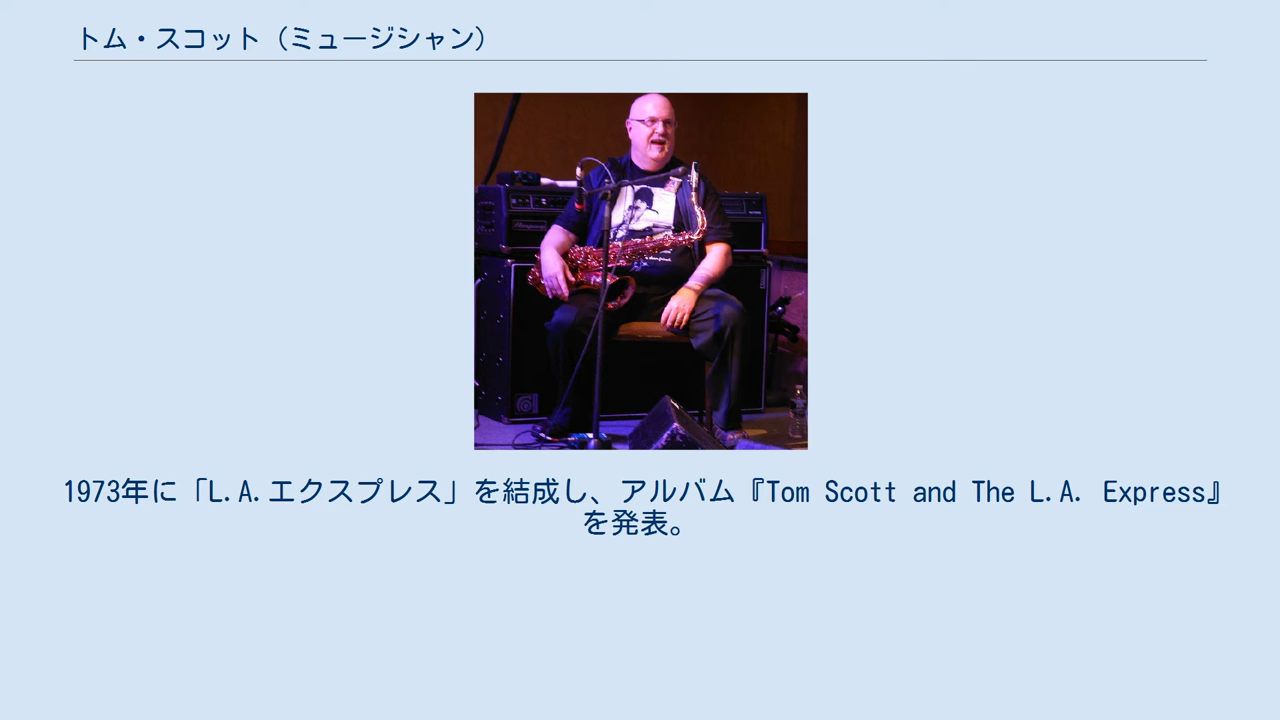 トム・スコット（ミュージシャン）
1973年に「L.A.エクスプレス」を結成し、アルバム『Tom Scott and The L.A. Express』
を発表。